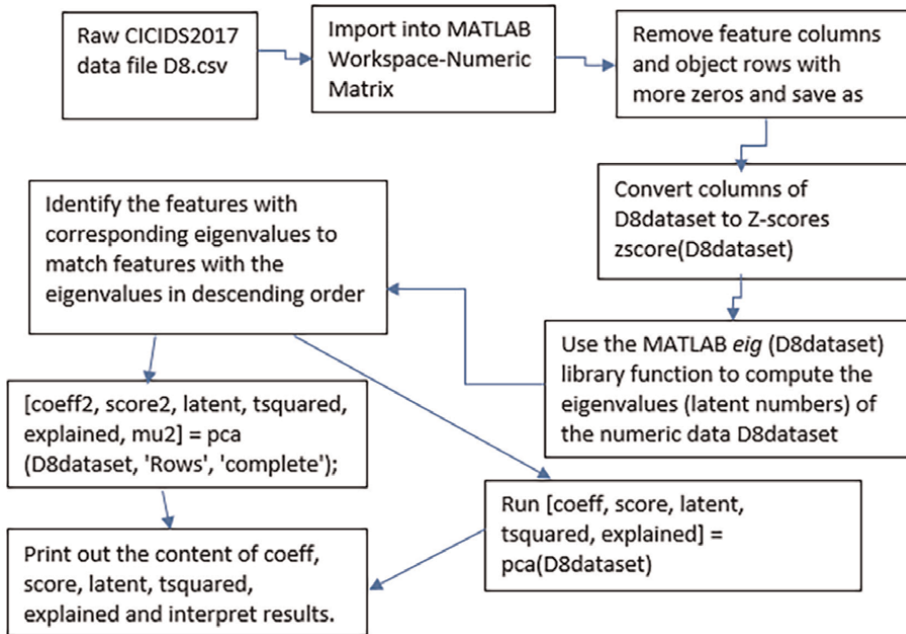 Raw CICIDS2017
data file D8.csv
Import into MATLAB
Workspace-Numeric
Matrix
Remove feature columns
and object rows with
more zeros and save as
Convert columns of
D8dataset to Z-scores
zscore(D8dataset)
Use the MATLAB eig (D8dataset)
library function to compute the
eigenvalues (latent numbers) of
the numeric data D8dataset
Identify the features with
corresponding eigenvalues to
match features with the
eigenvalues in descending order
[coeff2, score2, latent, tsquared,
explained, mu2] = pca
(D8dataset, 'Rows', 'complete');
Run [coeff, score, latent,
tsquared, explained] =
pca(D8dataset)
Print out the content of coeff,
score, latent, tsquared,
explained and interpret results.